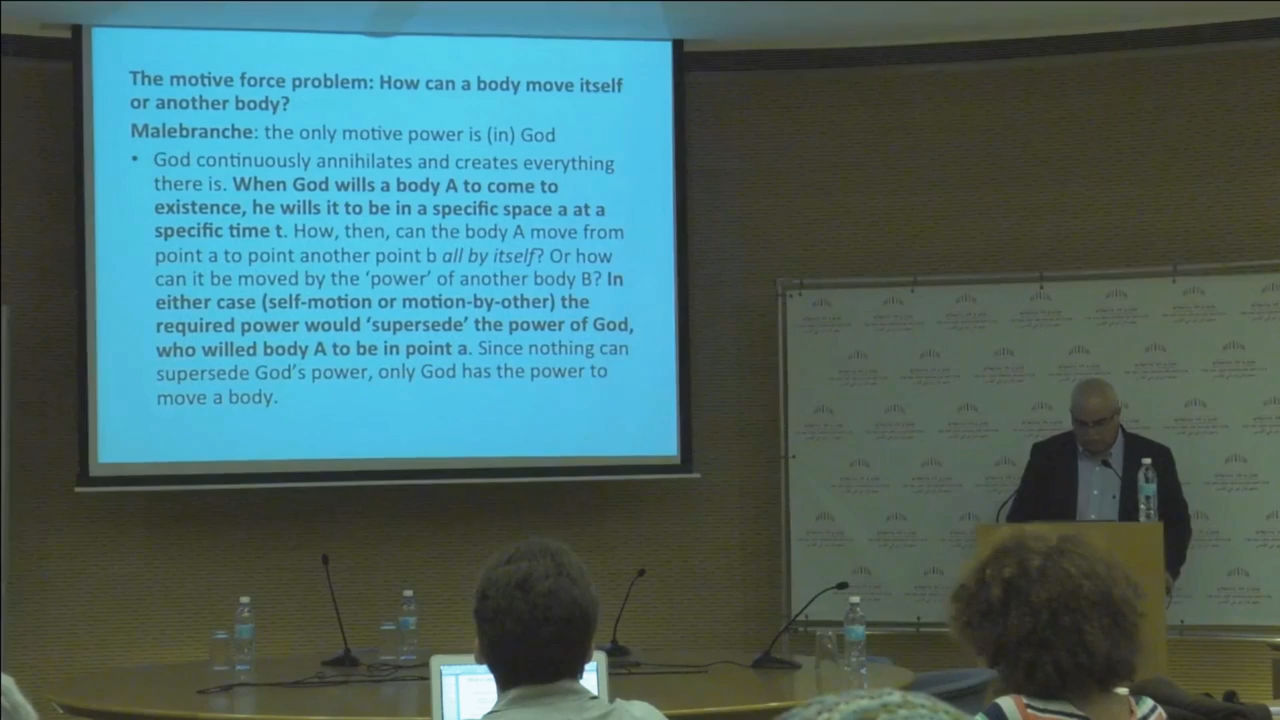 The motive force problem: How can a body move itself
or another body?
Malebranche: the only motive power is (in) God
• God continuously annihilates and creates everything
there is. When God wills a body A to come to
existence, he wills it to be in a specific space a at a
specific time t. How, then, can the body A move from
point a to point another point b all by itself? Or how
can it be moved by the ‘power’ of another body B? In
either case (self-motion or motion-by-other) the
required power would ‘supersede’ the power of God,
who willed body A to be in point a. Since nothing can
supersede God’s power, only God has the power to
move a body.